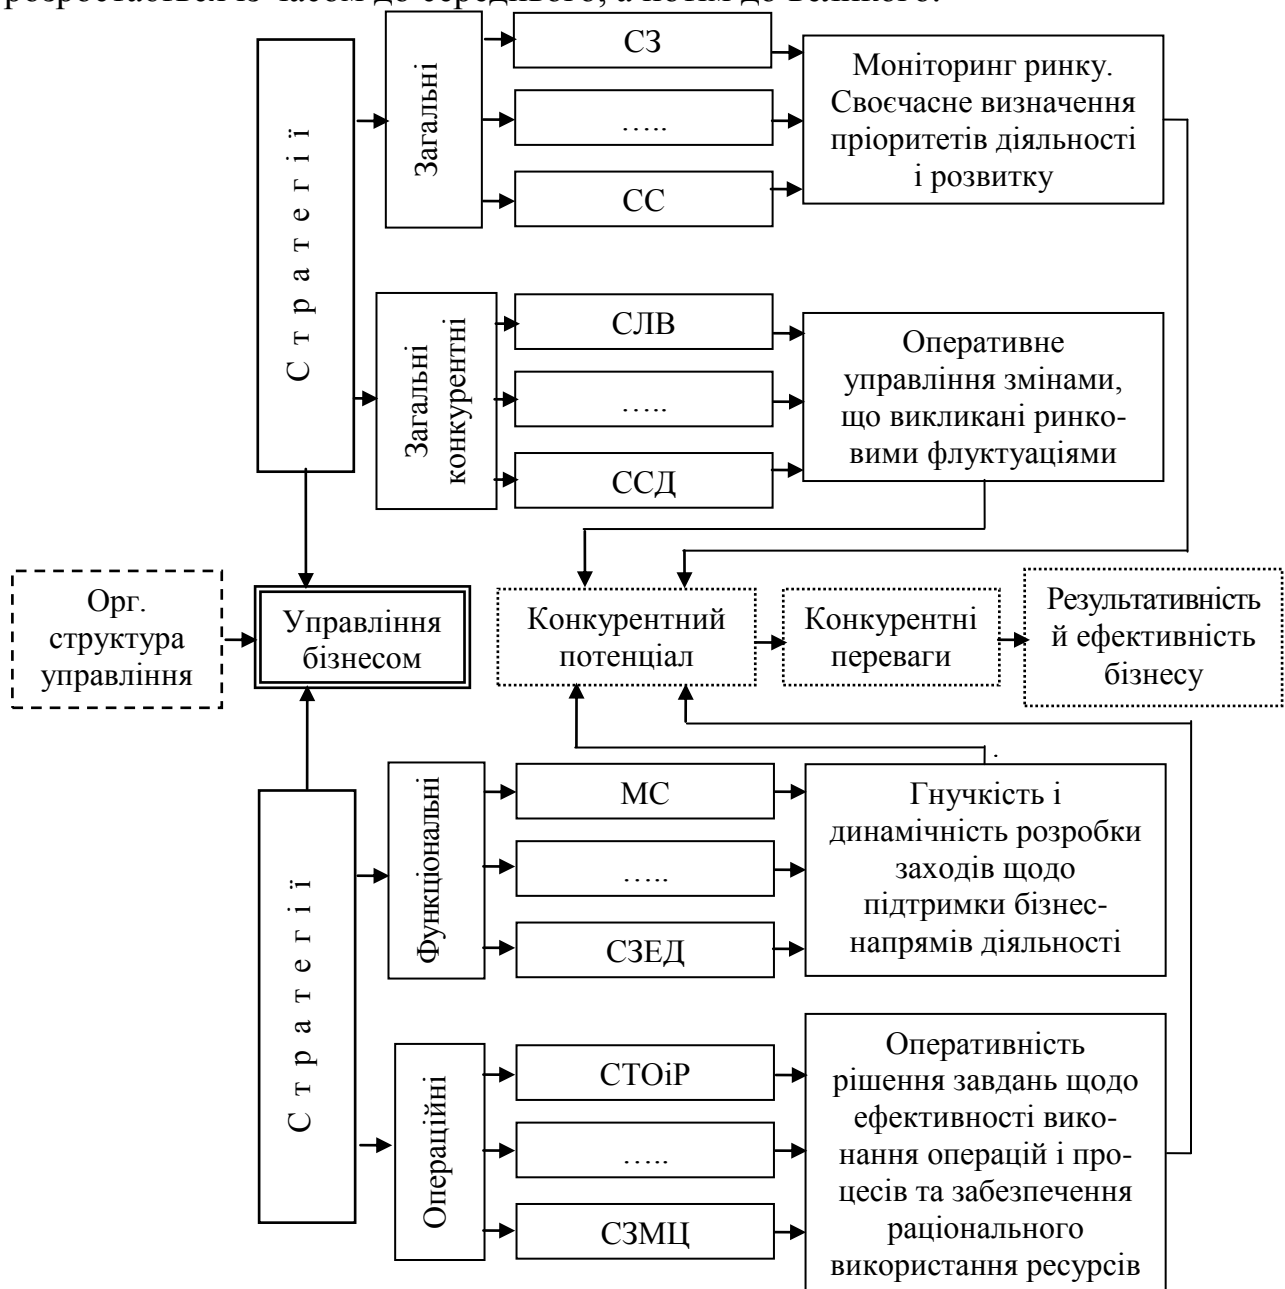 розростається із часом до середнього, а потім до великого.
Стратегії
Загальні
СЗ
…..
СС
Моніторинг ринку.
Своєчасне визначення
пріоритетів діяльності
і розвитку
Загальні
конкурентні
СЛВ
…..
ССД
Оперативне
управління змінами,
що викликані ринко-
вими флуктуаціями
Орг.
структура
управління
Управління
бізнесом
Конкурентний
потенціал
Конкурентні
переваги
Результативність
й ефективність
бізнесу
Стратегії
Функціональні
МС
…..
СЗЕД
Гнучкість і
динамічність розробки
заходів щодо
підтримки бізнес-
напрямів діяльності
Операційні
СТОіР
…..
СЗМЦ
Оперативність
рішення завдань щодо
ефективності вико-
нання операцій і про-
цесів та забезпечення
раціонального
використання ресурсів